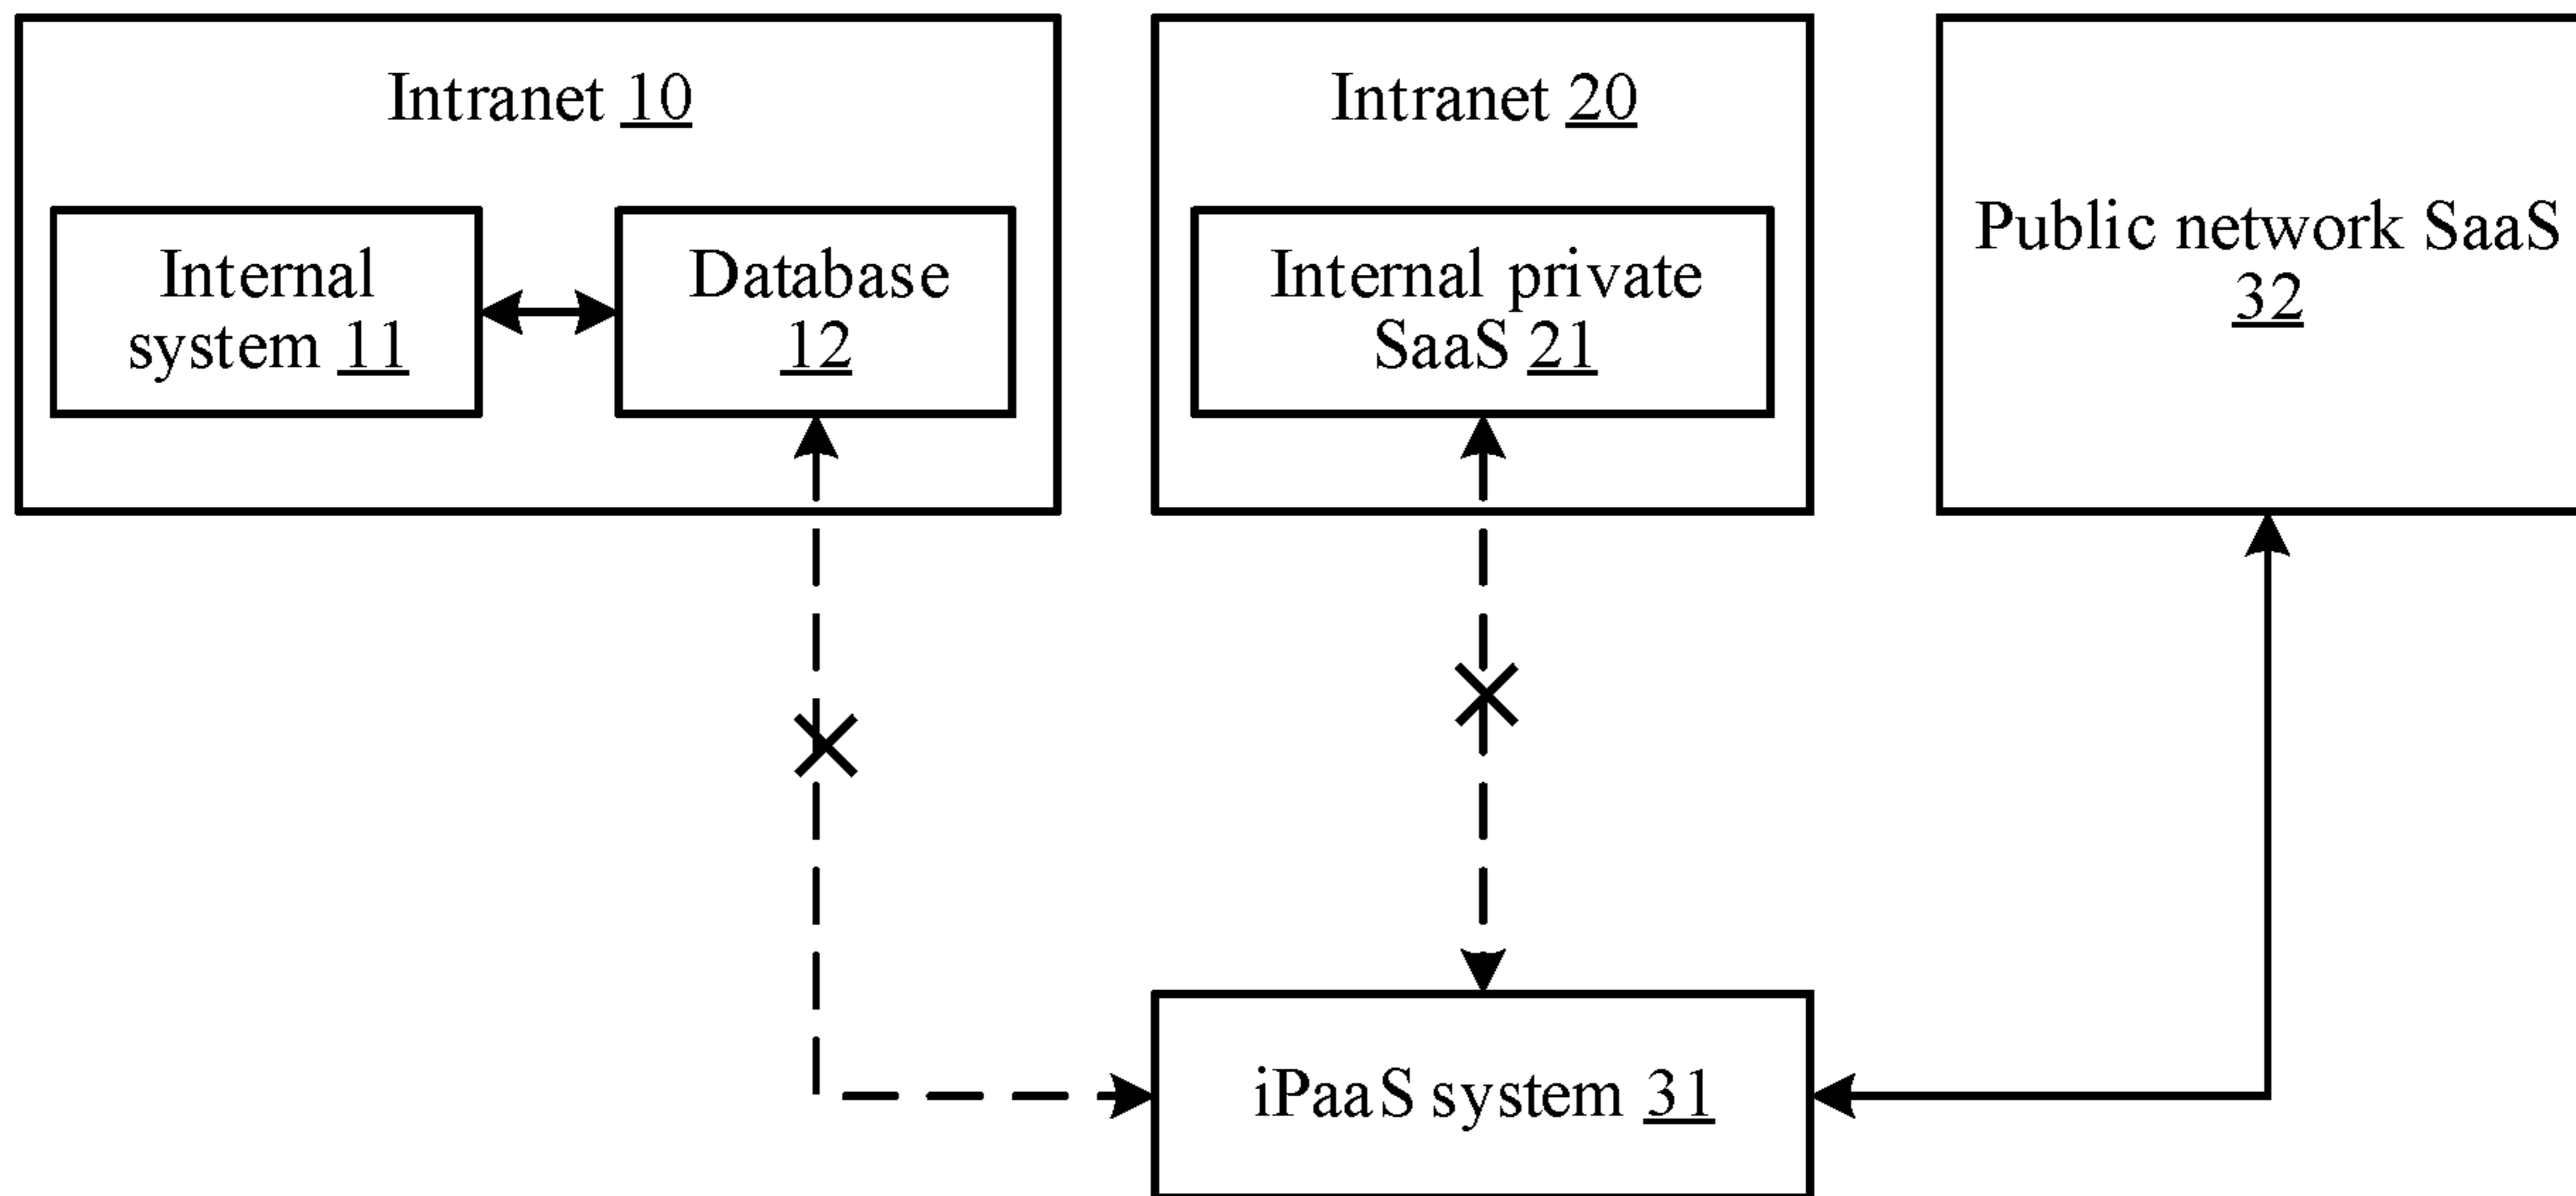 Intranet 10
Internal
system 11
Database
12
Intranet 20
Internal private
SaaS 21
Public network SaaS
32
iPaaS system 31